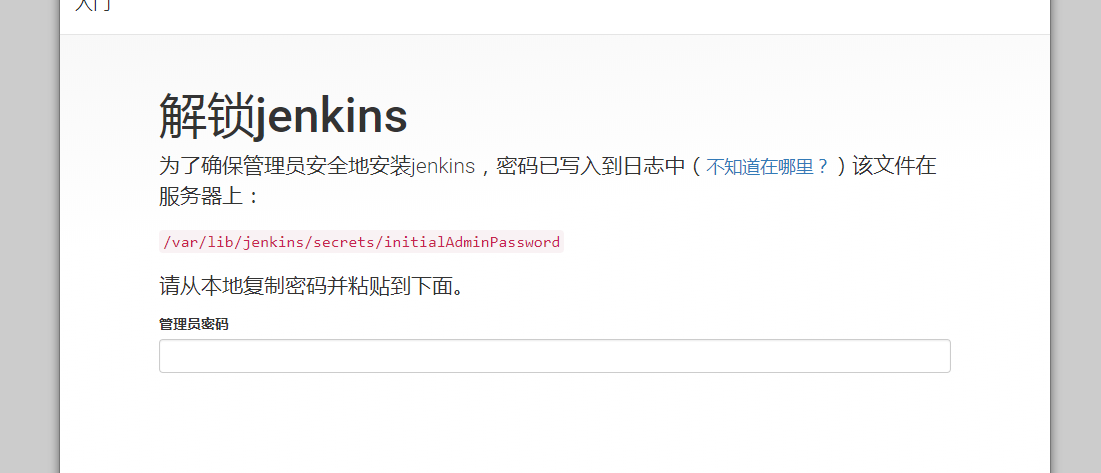 入门
解锁jenkins
为了确保管理员安全地安装jenkins，密码已写入到日志中（不知道在哪里？）该文件在
服务器上：
/var/lib/jenkins/secrets/initialAdminPassword
请从本地复制密码并粘贴到下面。
管理员密码